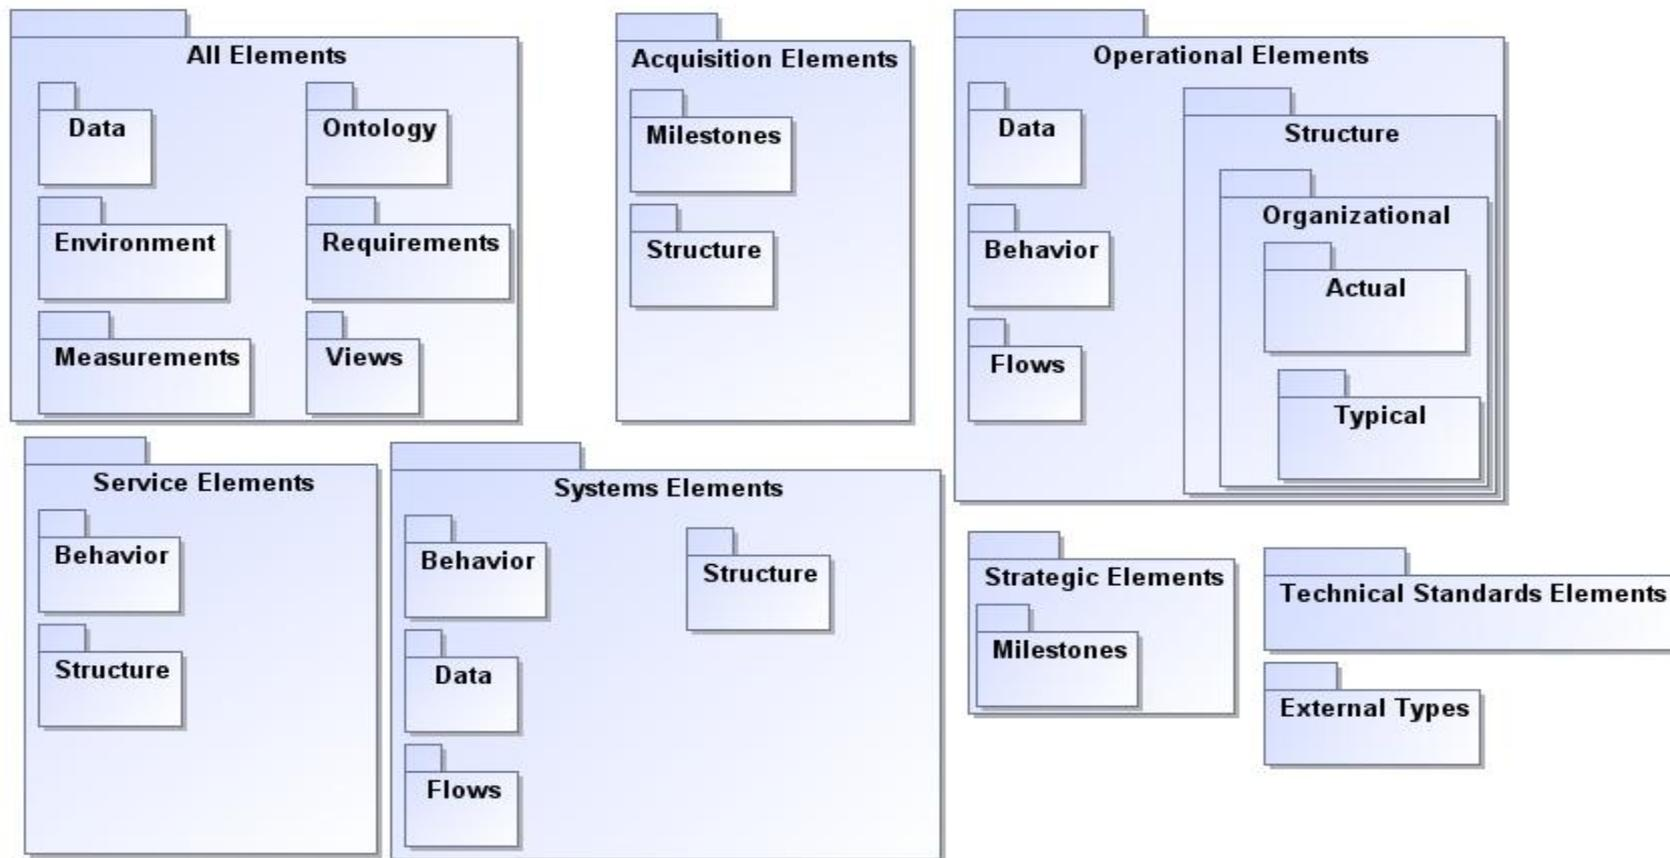 All Elements
Data
Ontology
Environment
Requirements
Measurements
Views
Acquisition Elements
Milestones
Structure
Operational Elements
Data
Behavior
Flows
Structure
Organizational
Actual
Typical
Service Elements
Behavior
Structure
Systems Elements
Behavior
Structure
Data
Flows
Strategic Elements
Milestones
Technical Standards Elements
External Types